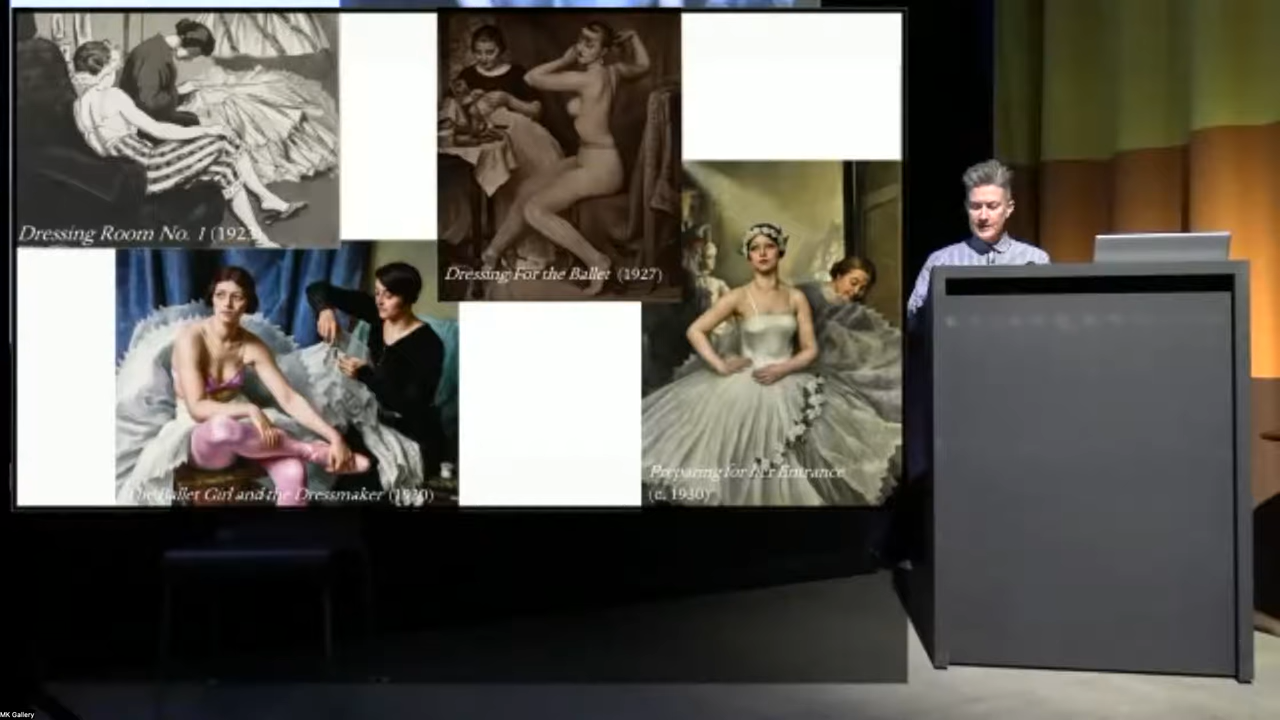 Dressing Room No. 1 (1923)
Dressing For the Ballet (1927)
The Ballet Girl and the Dressmaker (1930)
Preparing for her Entrance
(c. 1930)
MK Gallery